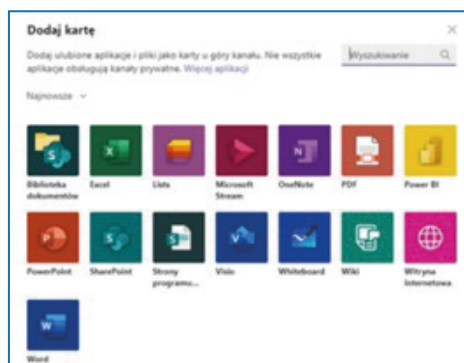 Dodaj kartę
Dodaj ulubione aplikacje i pliki jako karty u góry kanału. Nie wszystkie
aplikacje obsługują kanały prywatne. Więcej aplikacji
Wyszukiwanie
Najnowsze
Biblioteka
dokumentów
Excel
Lists
Microsoft
Stream
OneNote
PDF
Power BI
PowerPoint
SharePoint
Strony
programu...
Visio
Whiteboard
Wiki
Witryna
internetowa
Word